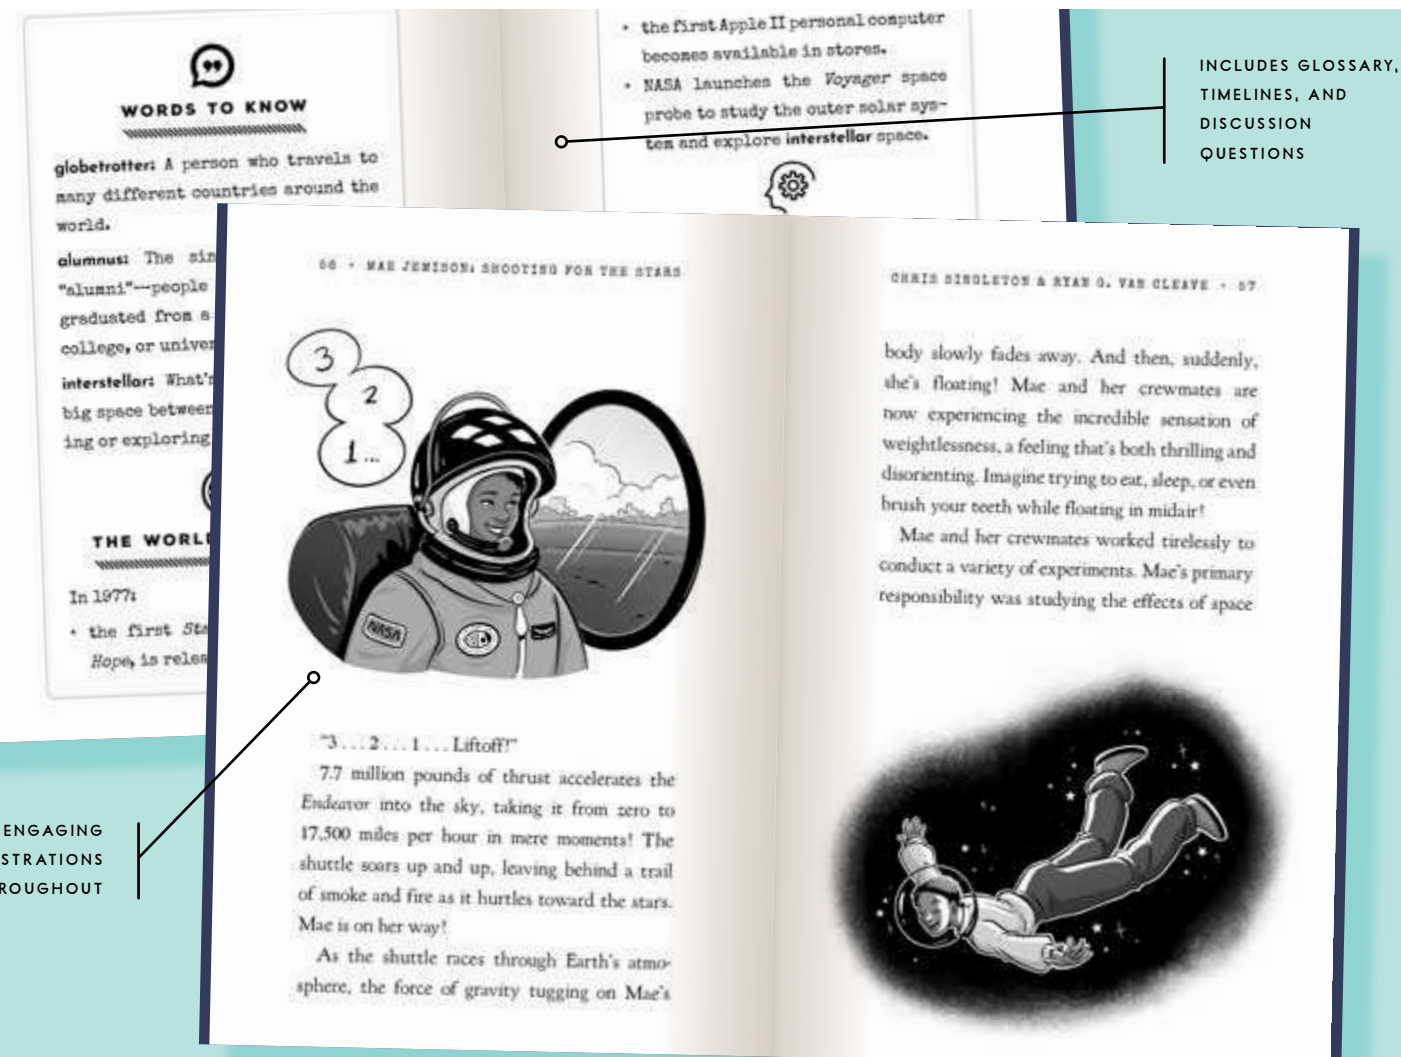 WORDS TO KNOW
globetrotter: A person who travels to
many different countries around the
world.
alumnus: The sin
"alumni"—people
graduated from a
college, or univer
interstellar: What's
big space between
ing or exploring
THE WORL
In 1977:
• the first Sta
Hope, is relea
• the first Apple II personal computer
becomes available in stores.
• NASA launches the Voyager space
probe to study the outer solar sys-
tem and explore interstellar space.
INCLUDES GLOSSARY,
TIMELINES, AND
DISCUSSION
QUESTIONS
• MAE JEMISON: SHOOTING FOR THE STARS
3
2
1...
NASA
"3 . . . 2 . . . 1 . . . Liftoff!"
7.7 million pounds of thrust accelerates the
Endeavor into the sky, taking it from zero to
17,500 miles per hour in mere moments! The
shuttle soars up and up, leaving behind a trail
of smoke and fire as it hurtles toward the stars.
Mae is on her way!
As the shuttle races through Earth's atmo-
sphere, the force of gravity tugging on Mae's
CHRIS SINGLETON & RYAN G. VAN CLEAVE • 57
body slowly fades away. And then, suddenly,
she's floating! Mae and her crewmates are
now experiencing the incredible sensation of
weightlessness, a feeling that's both thrilling and
disorienting. Imagine trying to eat, sleep, or even
brush your teeth while floating in midair!
Mae and her crewmates worked tirelessly to
conduct a variety of experiments. Mae's primary
responsibility was studying the effects of space
ENGAGING
STRATIONS
ROUGHOUT